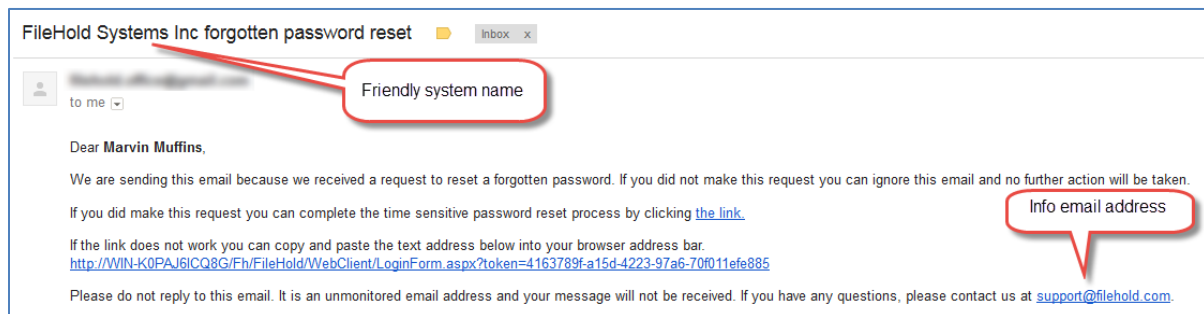 FileHold Systems Inc forgotten password reset
Inbox x
Friendly system name
to me
Dear Marvin Muffins,
We are sending this email because we received a request to reset a forgotten password. If you did not make this request you can ignore this email and no further action will be taken.
If you did make this request you can complete the time sensitive password reset process by clicking the link.
Info email address
If the link does not work you can copy and paste the text address below into your browser address bar.
http://WIN-K0PAJ6ICQ8G/Fh/FileHold/WebClient/LoginForm.aspx?token=4163789f-a15d-4223-97a6-70f011efe885
Please do not reply to this email. It is an unmonitored email address and your message will not be received. If you have any questions, please contact us at support@filehold.com.